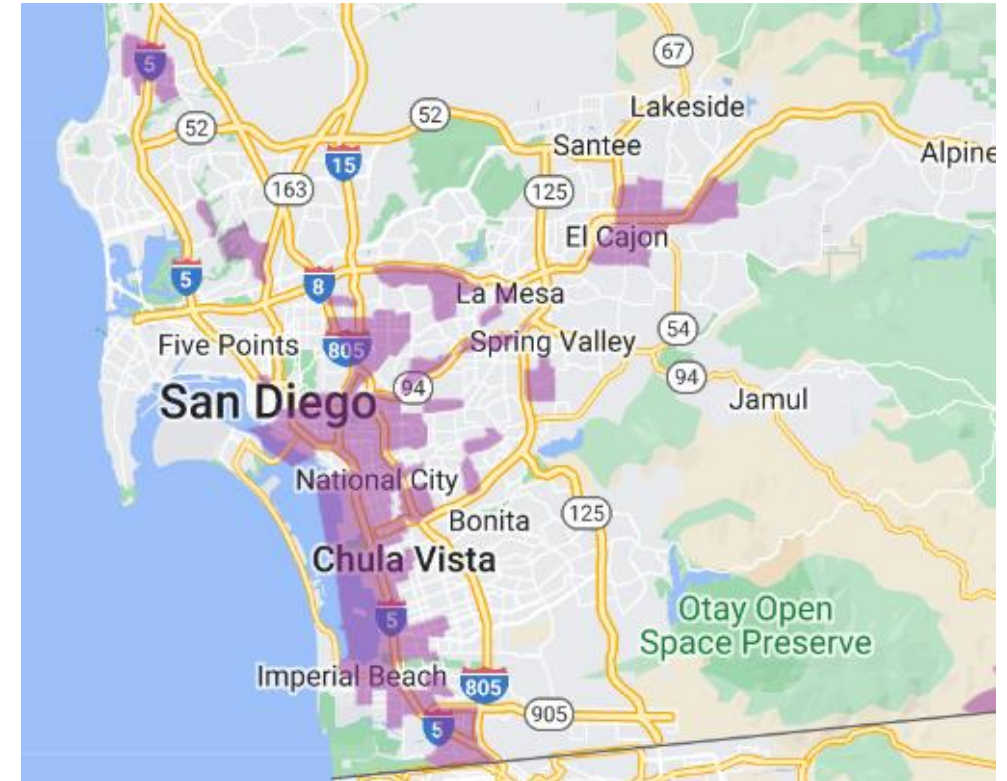 67
5
Lakeside
52
52
Santee
Alpine
15
163
125
El Cajon
5
8
La Mesa
54
Five Points
805
Spring Valley
94
94
San Diego
Jamul
National City
Bonita
125
Chula Vista
5
Otay Open
Space Preserve
Imperial Beach
805
905
5